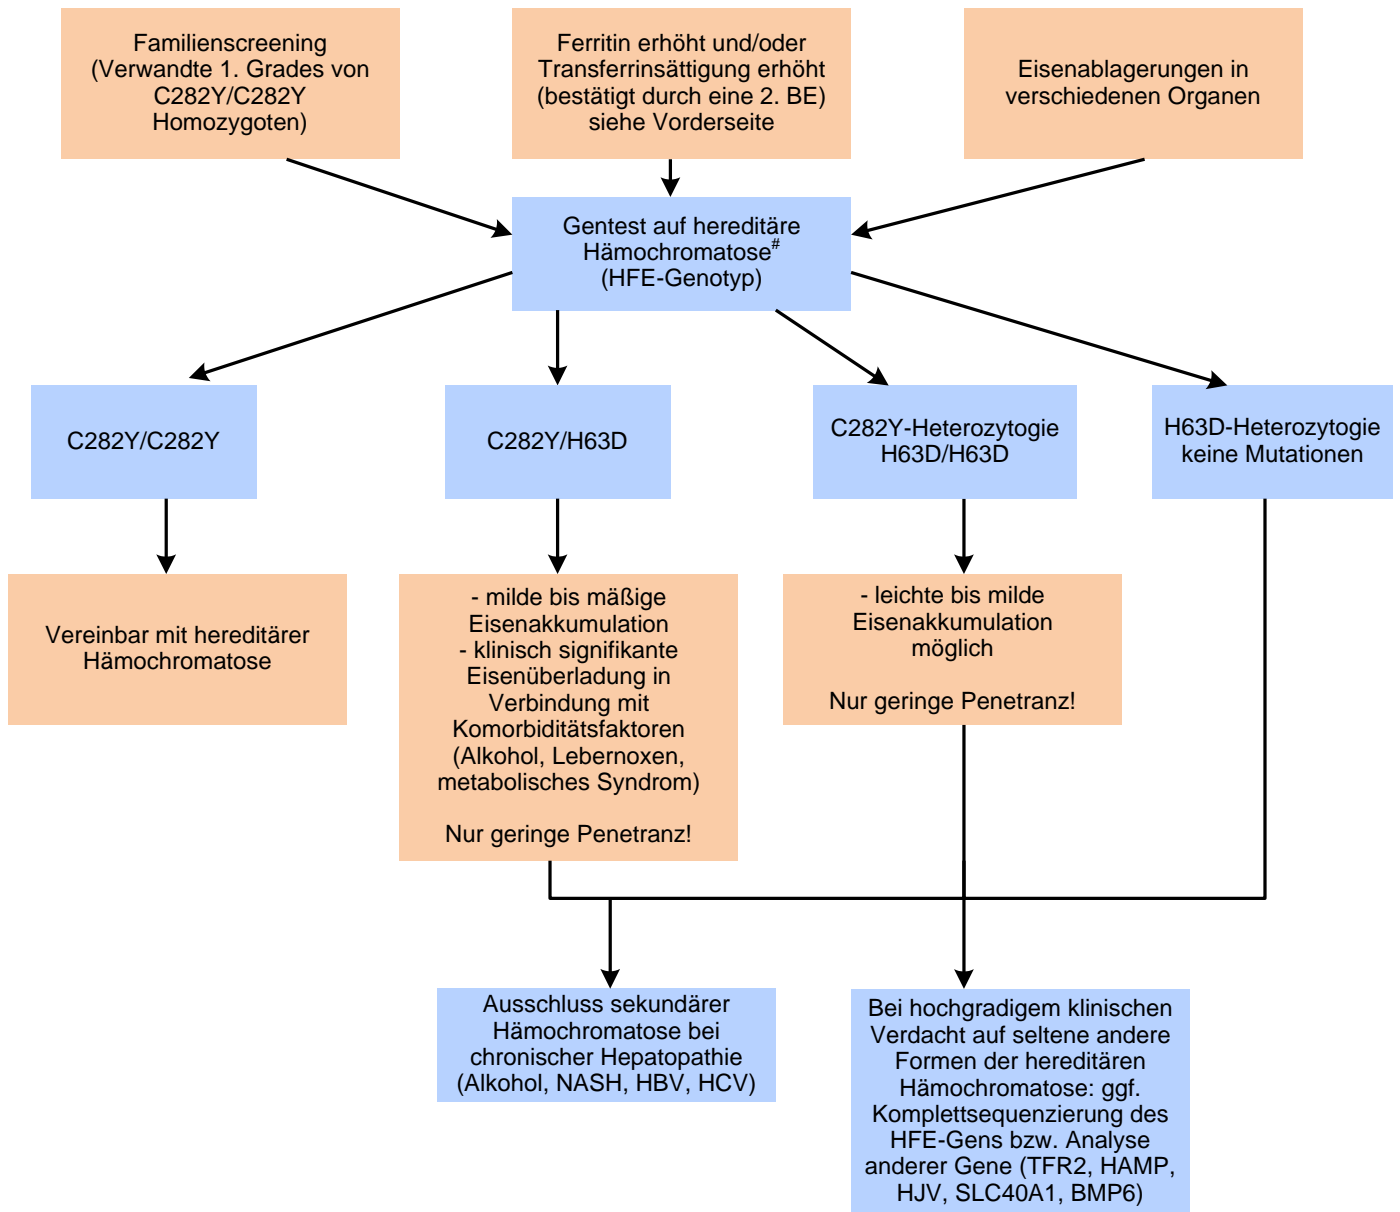 Familienscreening
(Verwandte 1. Grades von
C282Y/C282Y
Homozygoten)
Ferritin erhöht und/oder
Transferrinsättigung erhöht
(bestätigt durch eine 2. BE)
siehe Vorderseite
Eisenablagerungen in
verschiedenen Organen
Gentest auf hereditäre
Hämochromatose#
(HFE-Genotyp)
C282Y/C282Y
C282Y/H63D
C282Y-Heterozytogie
H63D/H63D
H63D-Heterozytogie
keine Mutationen
Vereinbar mit hereditärer
Hämochromatose
- milde bis mäßige
Eisenakkumulation
- klinisch signifikante
Eisenüberladung in
Verbindung mit
Komorbiditätsfaktoren
(Alkohol, Lebernoxen,
metabolisches Syndrom)
Nur geringe Penetranz!
- leichte bis milde
Eisenakkumulation
möglich
Nur geringe Penetranz!
Ausschluss sekundärer
Hämochromatose bei
chronischer Hepatopathie
(Alkohol, NASH, HBV, HCV)
Bei hochgradigem klinischen
Verdacht auf seltene andere
Formen der hereditären
Hämochromatose: ggf.
Komplettsequenzierung des
HFE-Gens bzw. Analyse
anderer Gene (TFR2, HAMP,
HJV, SLC40A1, BMP6)